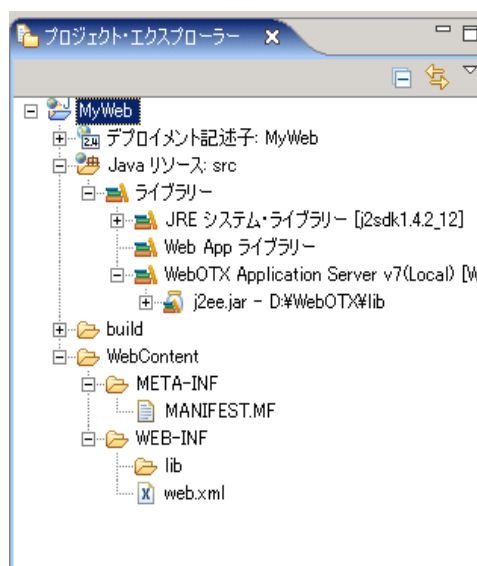 プロジェクト・エクスプローラー
MyWeb
2.4 デプロイメント記述子: MyWeb
Java リソース: src
ライブラリー
JRE システム・ライブラリー [j2sdk1.4.2_12]
Web App ライブラリー
WebOTX Application Server v7(Local) [W
j2ee.jar - D:¥WebOTX¥lib
build
WebContent
META-INF
MANIFEST.MF
WEB-INF
lib
web.xml